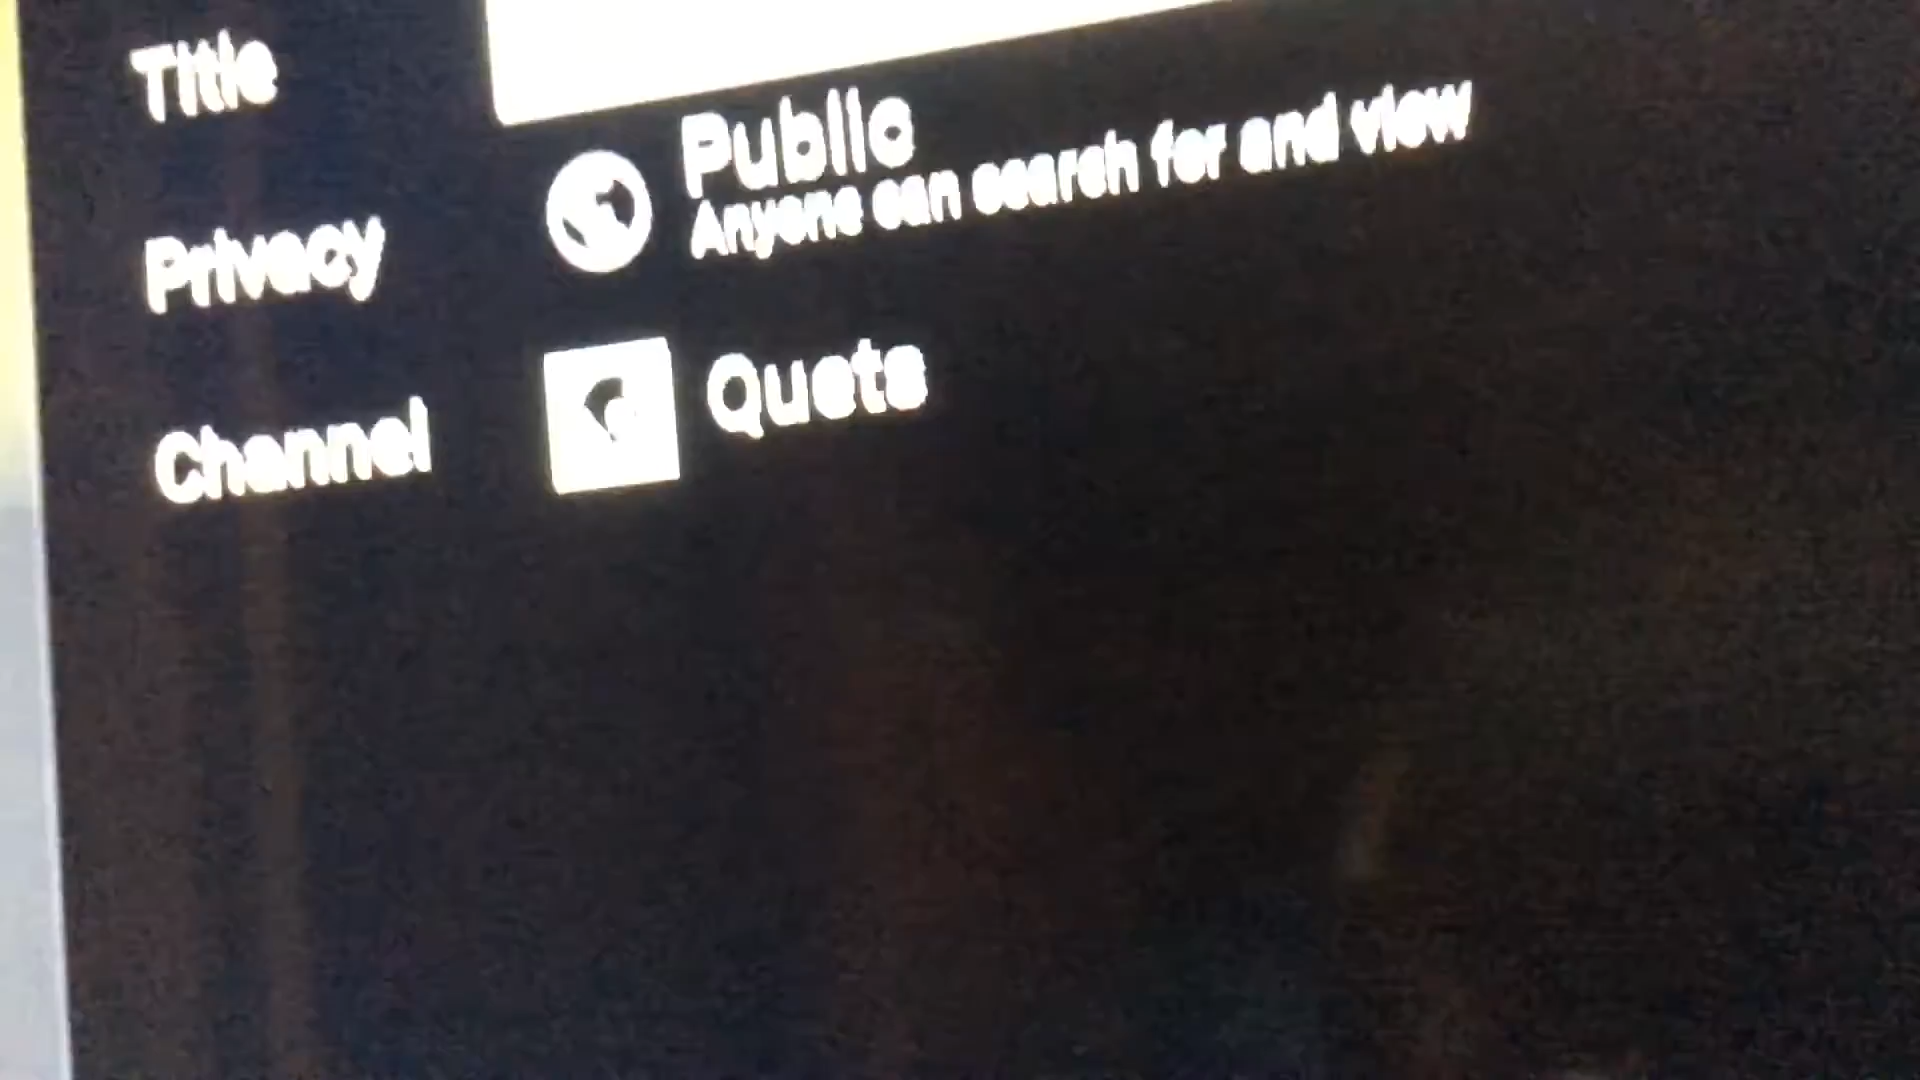 Title
Public
Anyone can search for and view
Privacy
Quets
Channel